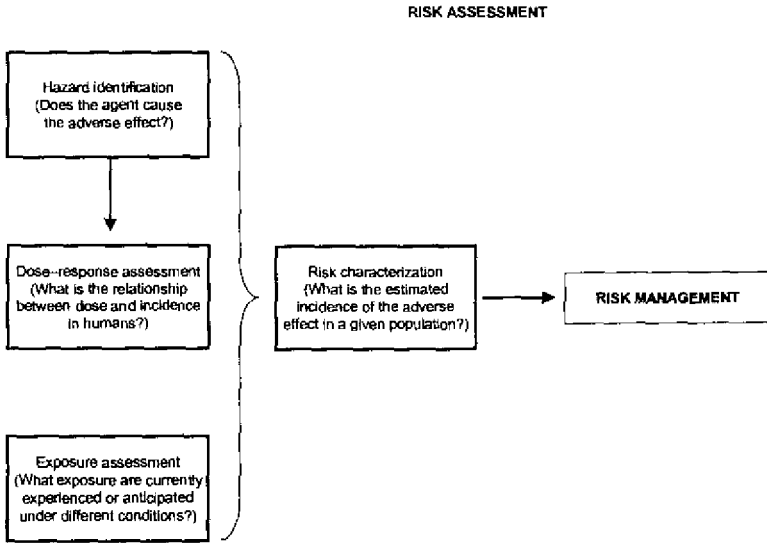 RISK ASSESSMENT
Hazard identification
(Does the agent cause
the adverse effect?)
Dose--response assessment
(What is the relationship
between dose and incidence
in humans?)
Risk characterization
(What is the estimated
incidence of the adverse
effect in a given population?)
RISK MANAGEMENT
Exposure assessment
(What exposure are currently
experienced or anticipated
under different conditions?)